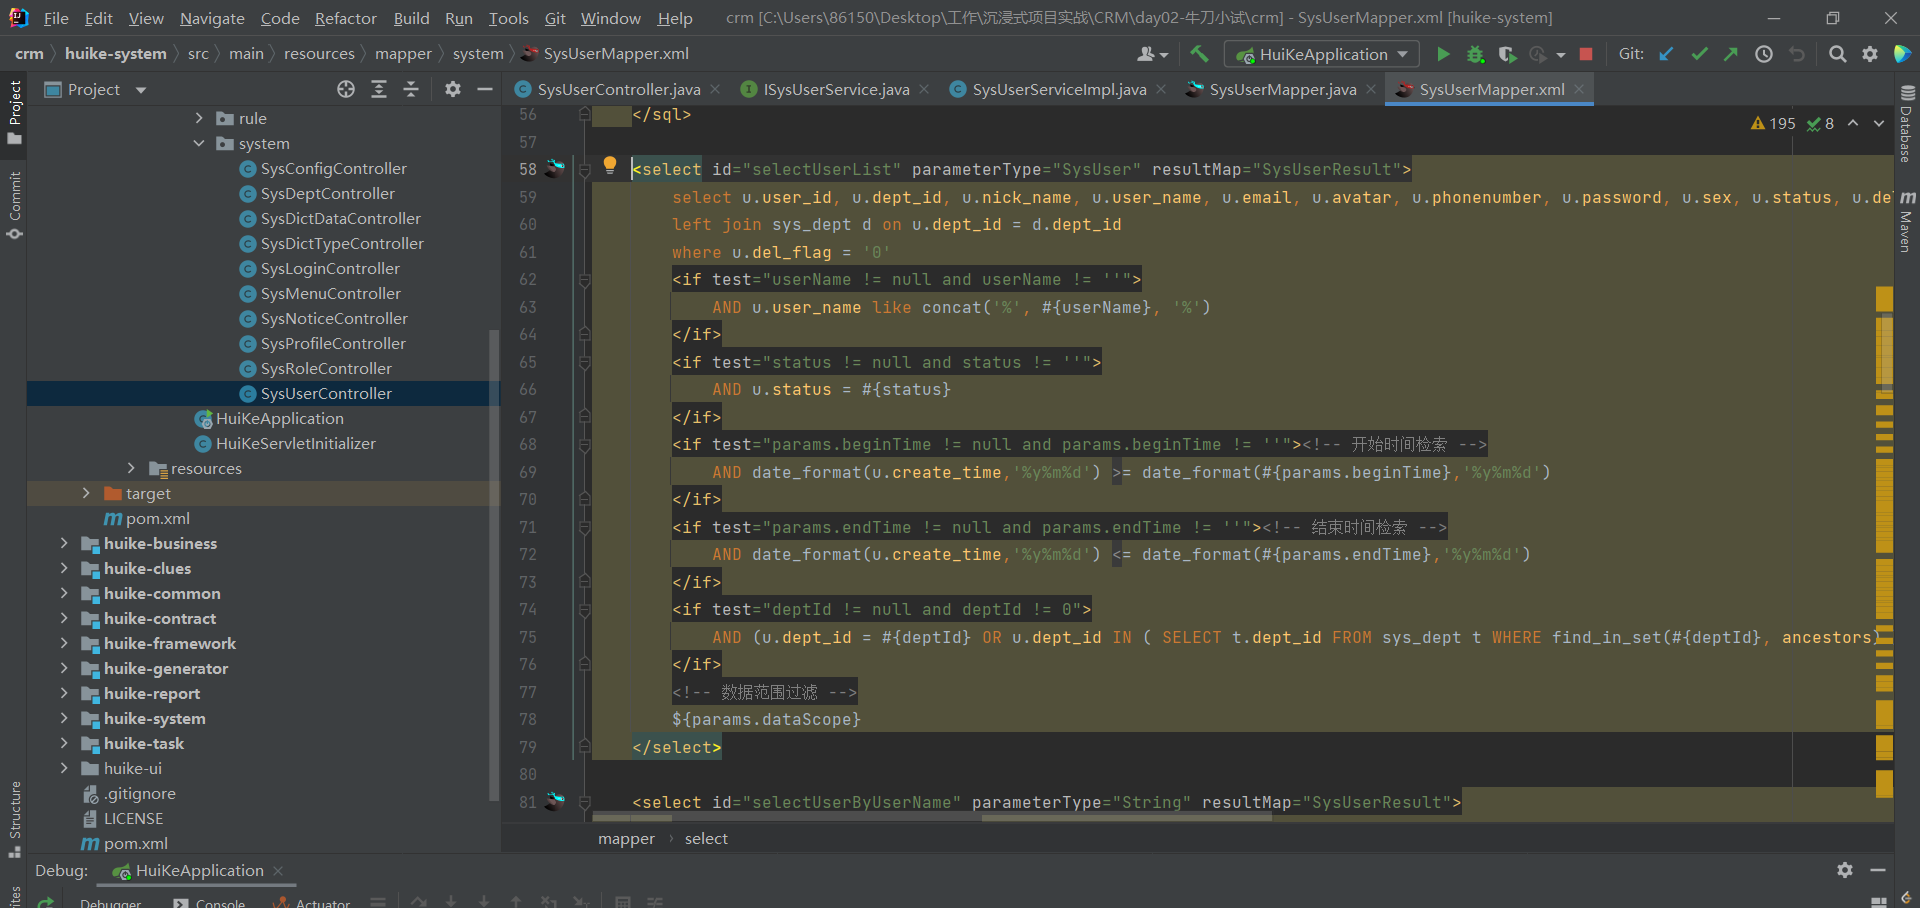 File Edit View Navigate Code Refactor Build Run Tools Git Window Help crm [C:\Users\86150\Desktop\工作\沉浸式项目实战\CRM\day02-牛刀小试\crm] - SysUserMapper.xml [huike-system]
crm huike-system src main resources mapper system SysUserMapper.xml HuiKeApplication Git:
Project SysUserController.java ISysUserService.java SysUserServiceImpl.java SysUserMapper.java SysUserMapper.xml
195 8
Project
Commit
Structure
Database
Maven
rule
system
SysConfigController
SysDeptController
SysDictDataController
SysDictTypeController
SysLoginController
SysMenuController
SysNoticeController
SysProfileController
SysRoleController
SysUserController
HuiKeApplication
HuiKeServletInitializer
resources
target
pom.xml
huike-business
huike-clues
huike-common
huike-contract
huike-framework
huike-generator
huike-report
huike-system
huike-task
huike-ui
.gitignore
LICENSE
pom.xml
56 </sql>
57
58 <select id="selectUserList" parameterType="SysUser" resultMap="SysUserResult">
59 select u.user_id, u.dept_id, u.nick_name, u.user_name, u.email, u.avatar, u.phonenumber, u.password, u.sex, u.status, u.de
60 left join sys_dept d on u.dept_id = d.dept_id
61 where u.del_flag = '0'
62 <if test="userName != null and userName != ''">
63 AND u.user_name like concat('%', #{userName}, '%')
64 </if>
65 <if test="status != null and status != ''">
66 AND u.status = #{status}
67 </if>
68 <if test="params.beginTime != null and params.beginTime != ''"><!-- 开始时间检索 -->
69 AND date_format(u.create_time,'%y%m%d') >= date_format(#{params.beginTime},'%y%m%d')
70 </if>
71 <if test="params.endTime != null and params.endTime != ''"><!-- 结束时间检索 -->
72 AND date_format(u.create_time,'%y%m%d') <= date_format(#{params.endTime},'%y%m%d')
73 </if>
74 <if test="deptId != null and deptId != 0">
75 AND (u.dept_id = #{deptId} OR u.dept_id IN ( SELECT t.dept_id FROM sys_dept t WHERE find_in_set(#{deptId}, ancestors)
76 </if>
77 <!-- 数据范围过滤 -->
78 ${params.dataScope}
79 </select>
80
81 <select id="selectUserByUserName" parameterType="String" resultMap="SysUserResult">
mapper select
Debug: HuiKeApplication
Debugger Console Actuator